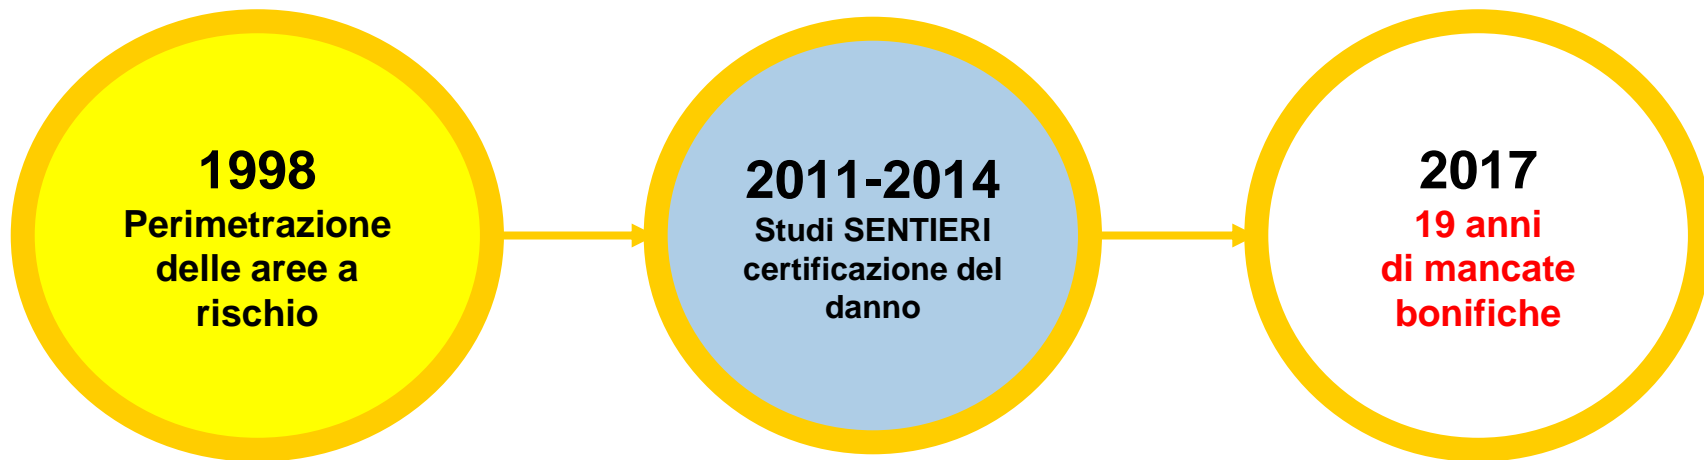 1998
Perimetrazione
delle aree a
rischio
2011-2014
Studi SENTIERI
certificazione del
danno
2017
19 anni
di mancate
bonifiche